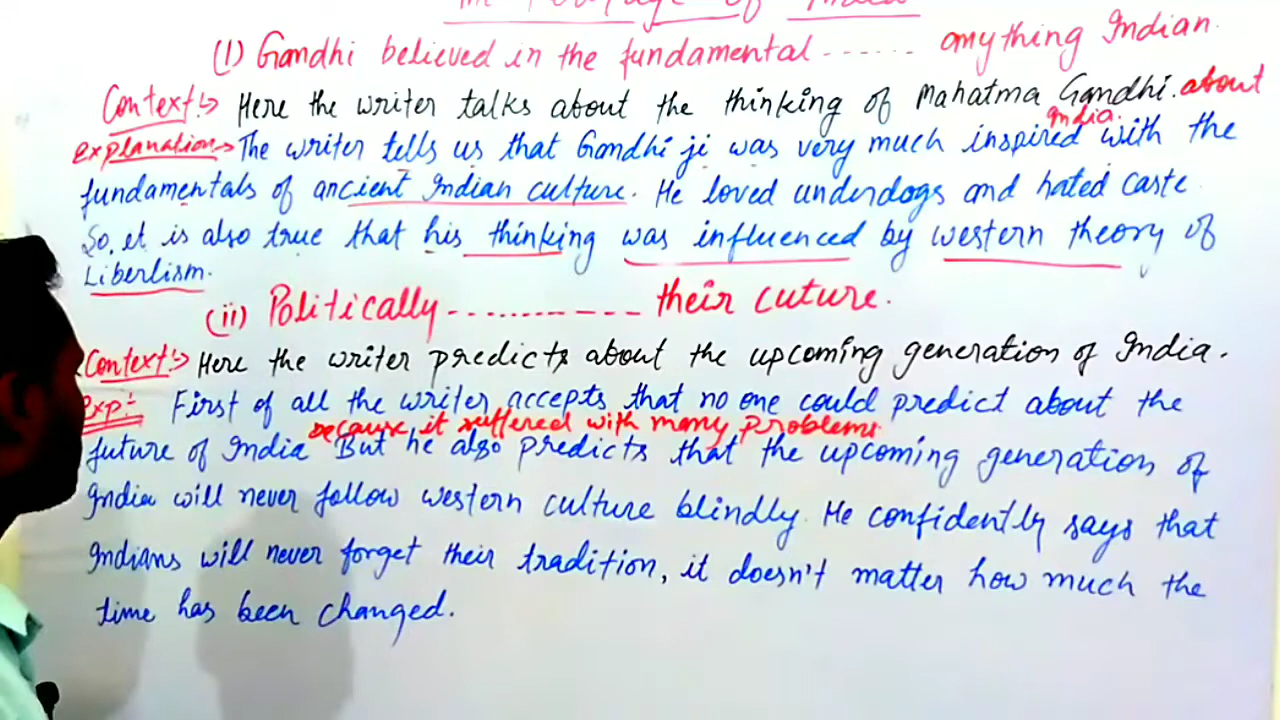 The Heritage of India
(1) Gandhi believed in the fundamental ...... anything Indian.
Context:-> Here the writer talks about the thinking of Mahatma Gandhi. about India.
explanation-> The writer tells us that Gandhi ji was very much inspired with the
fundamentals of ancient Indian culture. He loved underdogs and hated caste
So, it is also true that his thinking was influenced by western theory of
Liberlism.
(ii) Politically ............ their cuture.
Context:-> Here the writer predicts about the upcoming generation of India.
Exp:- First of all the writer accepts that no one could predict about the
because it suffered with many problems
future of India But he also predicts that the upcoming generation of
India will never follow western culture blindly. He confidently says that
Indians will never forget their tradition, it doesn't matter how much the
time has been changed.